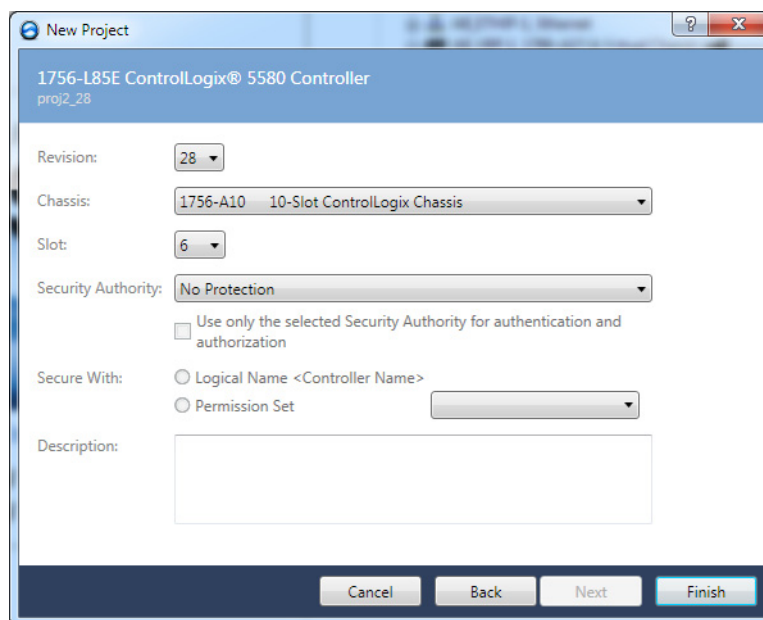 New Project
?
1756-L85E ControlLogix® 5580 Controller
proj2_28
Revision:
28
Chassis:
1756-A10 10-Slot ControlLogix Chassis
Slot:
6
Security Authority:
No Protection
Use only the selected Security Authority for authentication and
authorization
Secure With:
Logical Name <Controller Name>
Permission Set
Description:
Cancel
Back
Next
Finish